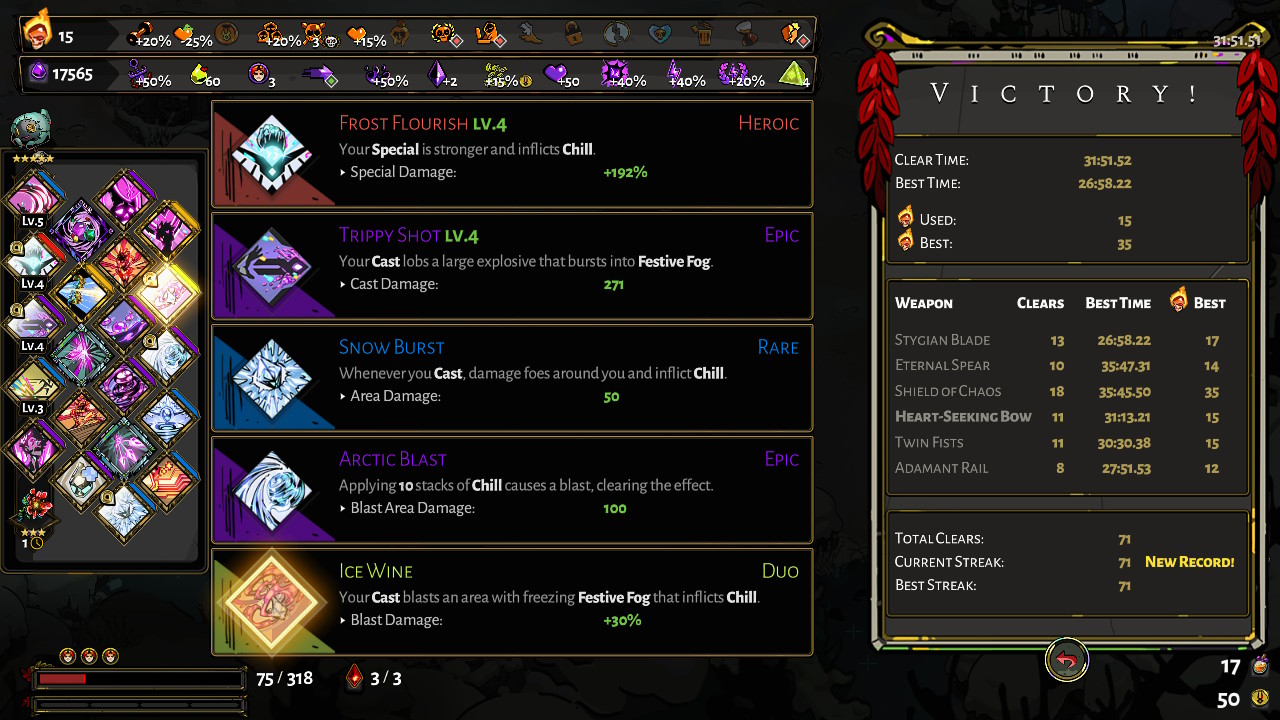 15
+20%
-25%
+20%
3
+15%
17565
+50%
60
3
+50%
+2
+15%
+50
+40%
+40%
+20%
4
31:51.51
VICTORY!
Lv.5
Lv.4
Lv.4
Lv.3
1
FROST FLOURISH LV.4 HEROIC
Your Special is stronger and inflicts Chill.
‣ Special Damage: +192%
TRIPPY SHOT LV.4 EPIC
Your Cast lobs a large explosive that bursts into Festive Fog.
‣ Cast Damage: 271
SNOW BURST RARE
Whenever you Cast, damage foes around you and inflict Chill.
‣ Area Damage: 50
ARCTIC BLAST EPIC
Applying 10 stacks of Chill causes a blast, clearing the effect.
‣ Blast Area Damage: 100
ICE WINE DUO
Your Cast blasts an area with freezing Festive Fog that inflicts Chill.
‣ Blast Damage: +30%
75 / 318
3 / 3
CLEAR TIME: 31:51.52
BEST TIME: 26:58.22
USED: 15
BEST: 35
WEAPON CLEARS BEST TIME BEST
STYGIAN BLADE 13 26:58.22 17
ETERNAL SPEAR 10 35:47.31 14
SHIELD OF CHAOS 18 35:45.50 35
HEART-SEEKING BOW 11 31:13.21 15
TWIN FISTS 11 30:30.38 15
ADAMANT RAIL 8 27:51.53 12
TOTAL CLEARS: 71
CURRENT STREAK: 71 NEW RECORD!
BEST STREAK: 71
17
50